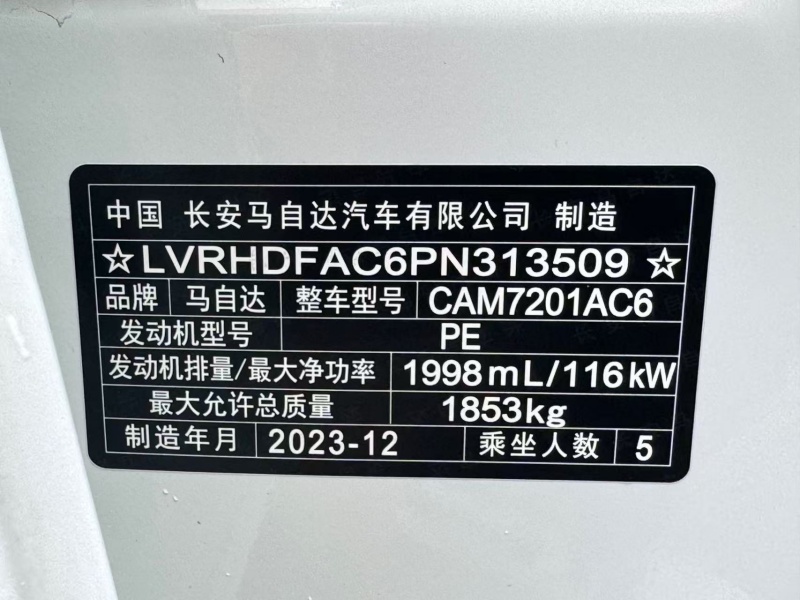 中国 长安马自达汽车有限公司 制造
☆LVRHDFAC6PN313509☆
品牌 马自达 整车型号 CAM7201AC6
发动机型号 PE
发动机排量/最大净功率 1998mL/116kW
最大允许总质量 1853kg
制造年月 2023-12 乘坐人数 5